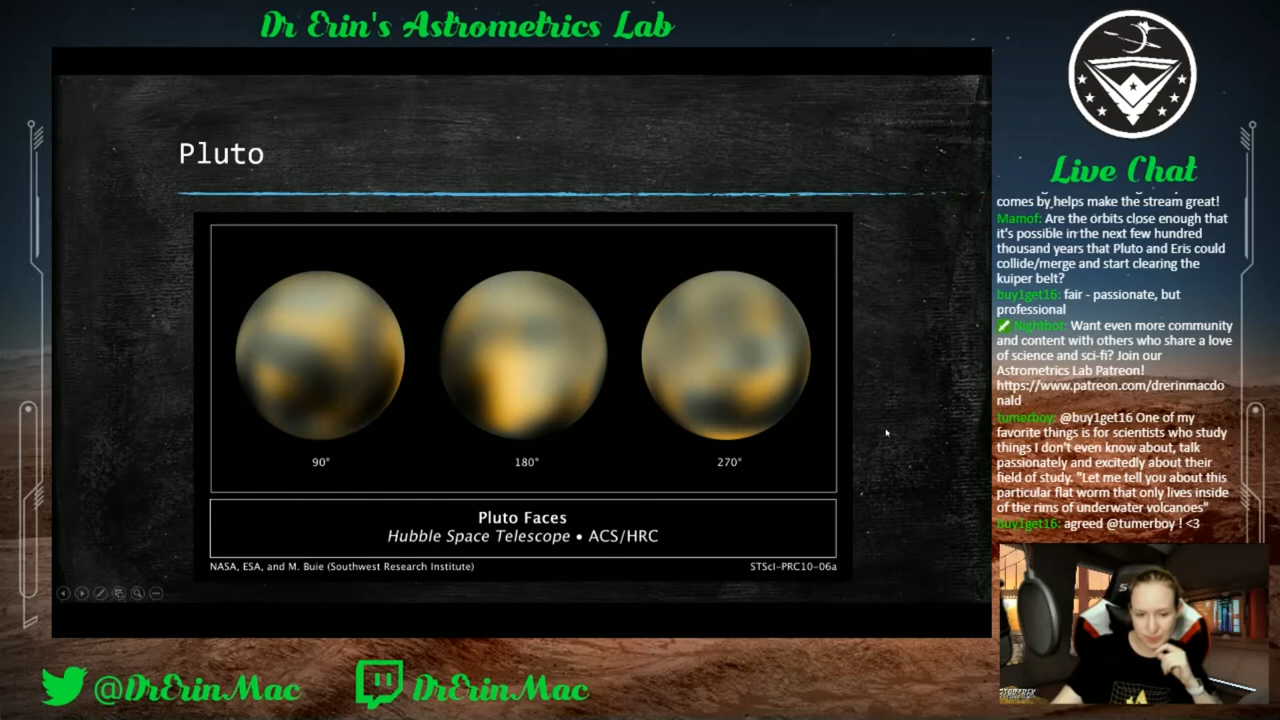 Dr Erin's Astrometrics Lab
Pluto
90°
180°
270°
Pluto Faces
Hubble Space Telescope • ACS/HRC
NASA, ESA, and M. Buie (Southwest Research Institute)
STScI-PRC10-06a
Live Chat
comes by helps make the stream great!
Mamof: Are the orbits close enough that
it's possible in the next few hundred
thousand years that Pluto and Eris could
collide/merge and start clearing the
kuiper belt?
buy1get16: fair - passionate, but
professional
Nightbot: Want even more community
and content with others who share a love
of science and sci-fi? Join our
Astrometrics Lab Patreon!
https://www.patreon.com/drerinmacdo
nald
tumerboy: @buy1get16 One of my
favorite things is for scientists who study
things I don't even know about, talk
passionately and excitedly about their
field of study. "Let me tell you about this
particular flat worm that only lives inside
of the rims of underwater volcanoes"
buy1get16: agreed @tumerboy ! <3
STAR TREK
@DrErinMac
DrErinMac